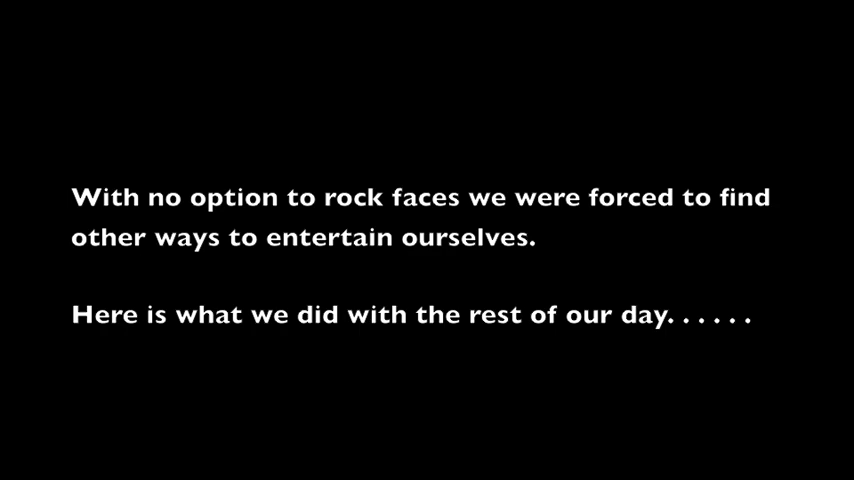 With no option to rock faces we were forced to find
other ways to entertain ourselves.
Here is what we did with the rest of our day. . . . . .